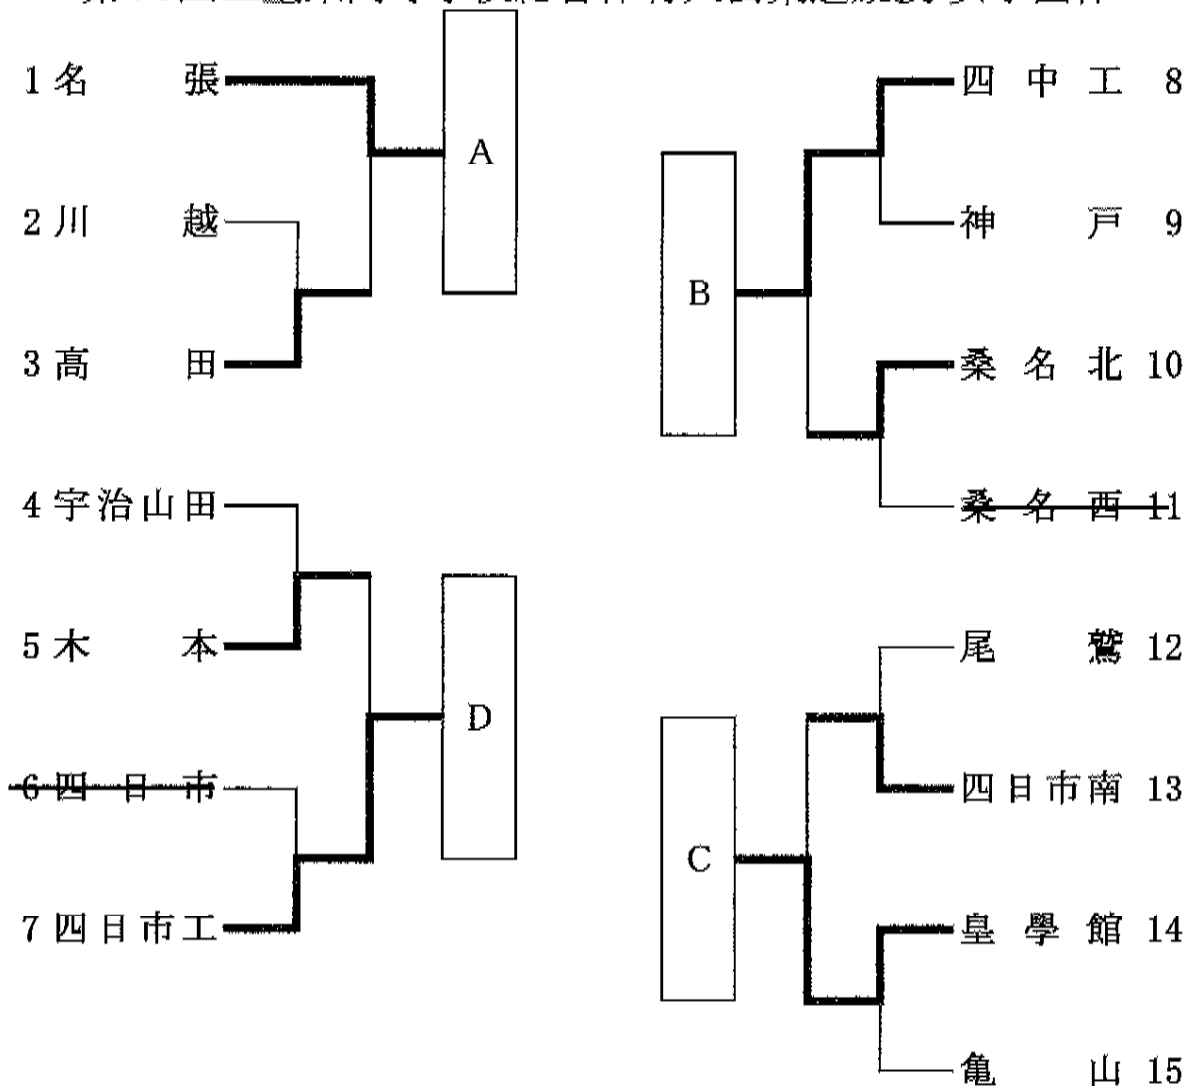 1 名張
A
2 川越
3 高田
4 宇治山田
5 木本
D
6 四日市
7 四日市工
四中工 8
B
神戸 9
桑名北 10
桑名西 11
尾鷲 12
四日市南 13
C
皇學館 14
亀山 15